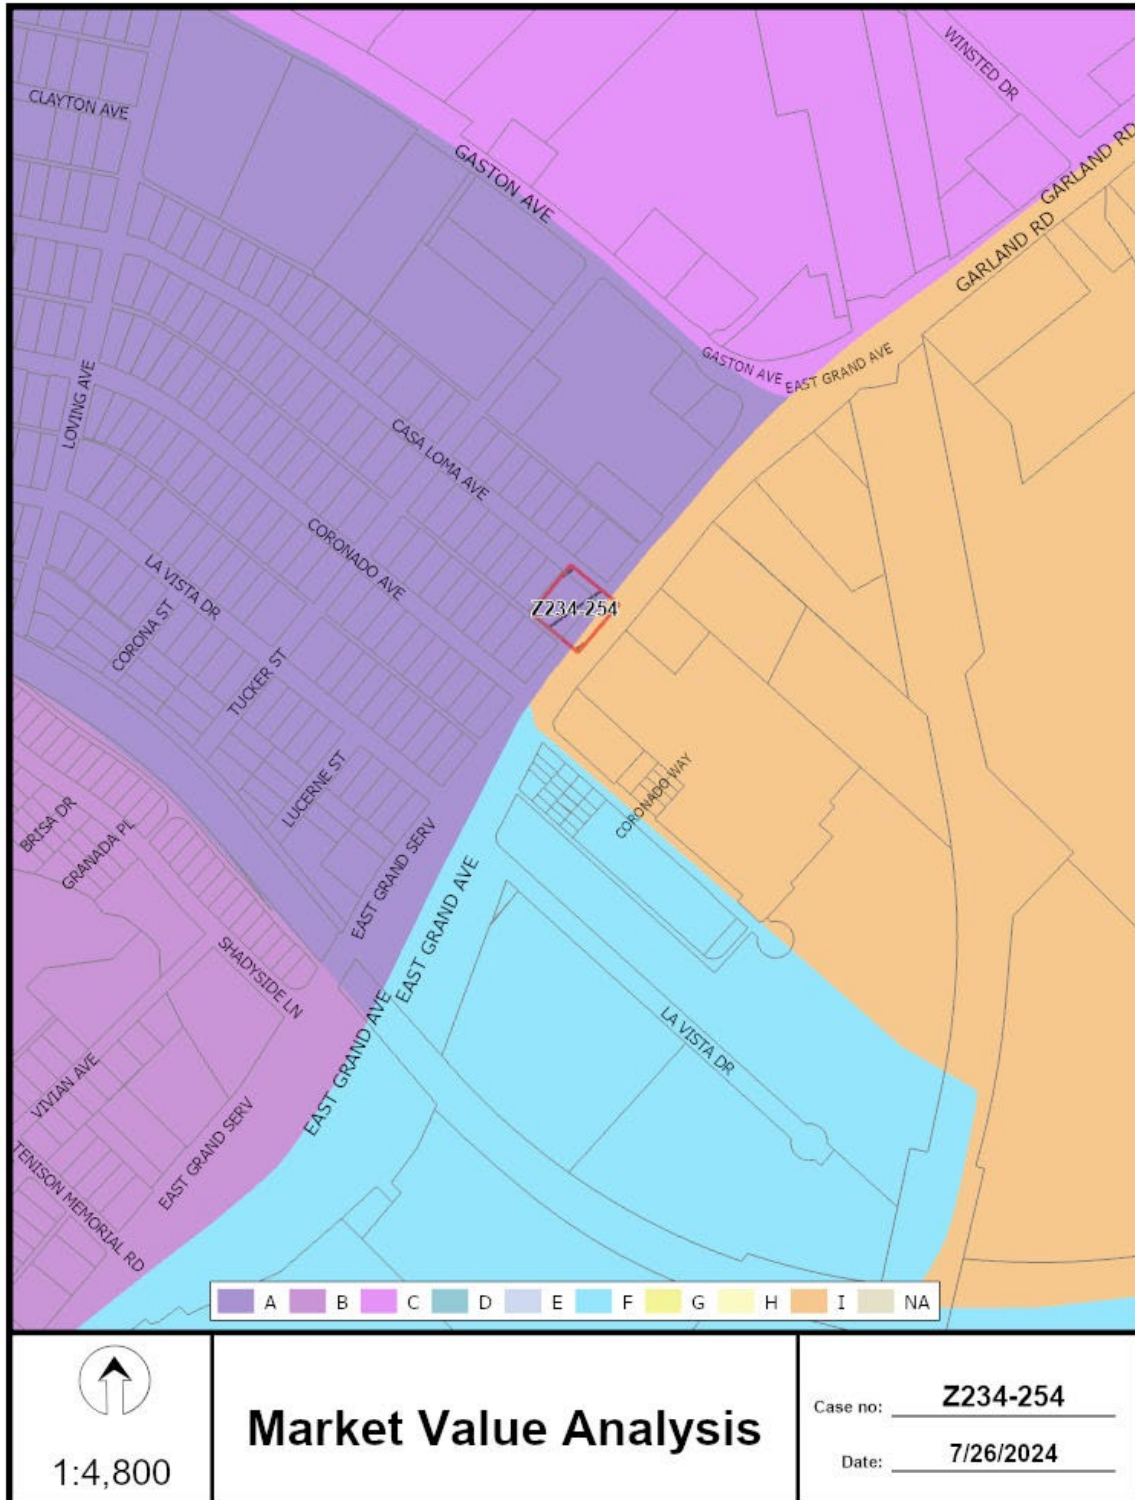 WINSTED DR
CLAYTON AVE
GARLAND RD
GASTON AVE
GARLAND RD
GASTON AVE
EAST GRAND AVE
LOVING AVE
CASA LOMA AVE
CORONADO AVE
LA VISTA DR
Z234-254
CORONA ST
TUCKER ST
LUCERNE ST
CORONADO WAY
BRISA DR
GRANADA PL
EAST GRAND SERV
EAST GRAND AVE
SHADYSIDE LN
LA VISTA DR
EAST GRAND AVE
VIVIAN AVE
EAST GRAND SERV
TENISON MEMORIAL RD
A B C D E F G H I NA
1:4,800
Market Value Analysis
Case no: Z234-254
Date: 7/26/2024